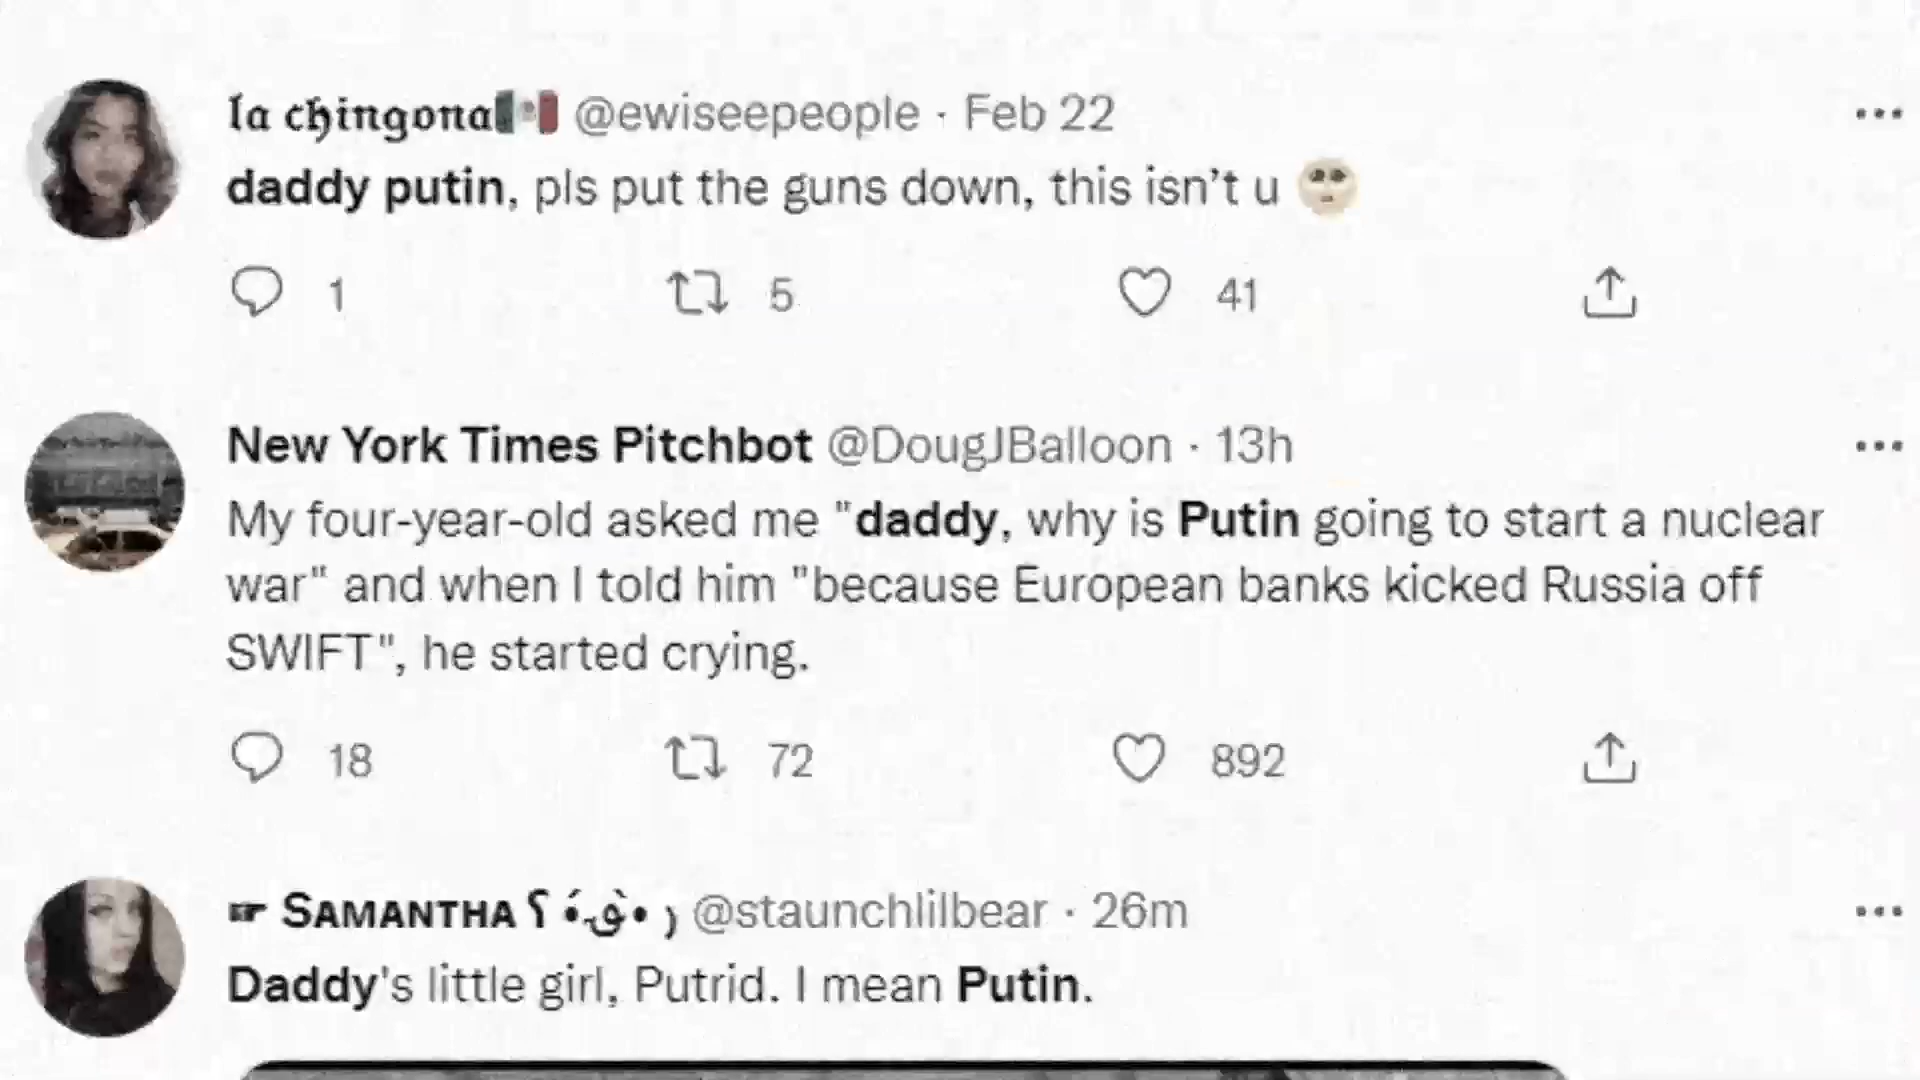 la chingona🇲🇽 @ewiseepeople · Feb 22
daddy putin, pls put the guns down, this isn't u 🥺
1 5 41
New York Times Pitchbot @DougJBalloon · 13h
My four-year-old asked me "daddy, why is Putin going to start a nuclear
war" and when I told him "because European banks kicked Russia off
SWIFT", he started crying.
18 72 892
☞ SAMANTHA @staunchlilbear · 26m
Daddy's little girl, Putrid. I mean Putin.